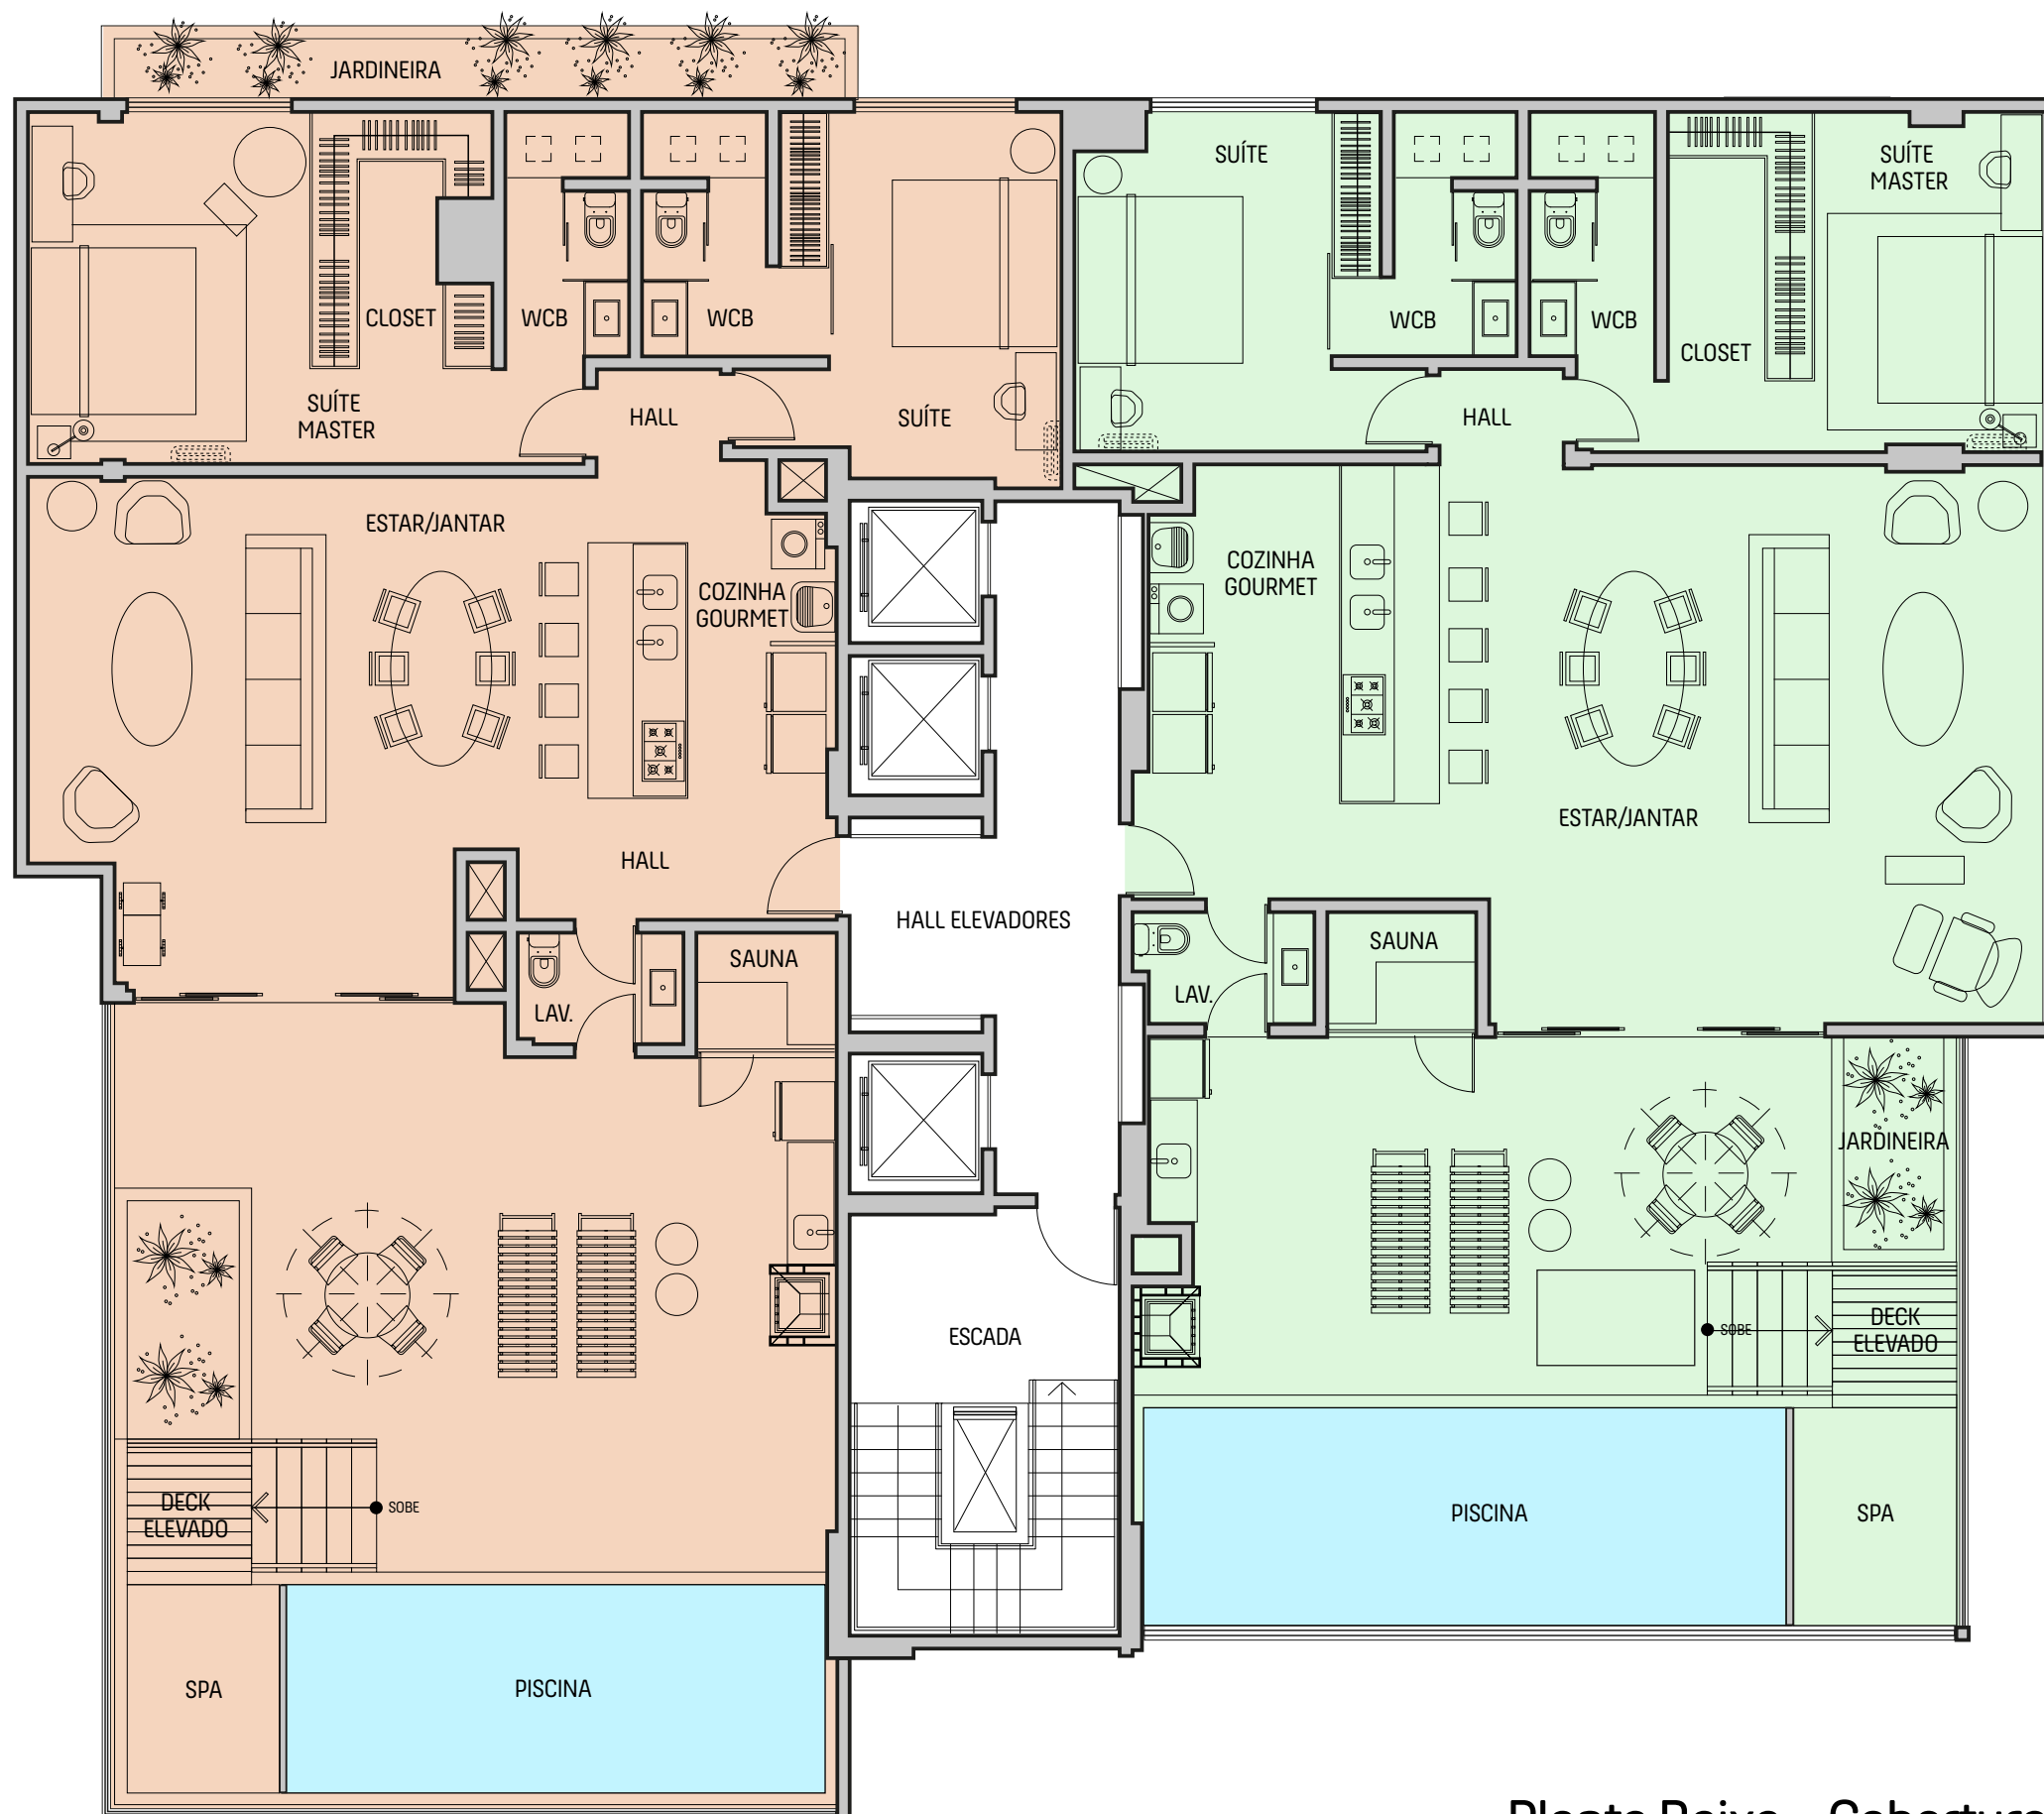 JARDINEIRA
SUÍTE
SUÍTE
MASTER
CLOSET
WCB
WCB
WCB
WCB
CLOSET
SUÍTE
MASTER
HALL
SUÍTE
HALL
ESTAR/JANTAR
COZINHA
GOURMET
COZINHA
GOURMET
ESTAR/JANTAR
HALL
HALL ELEVADORES
SAUNA
SAUNA
LAV.
LAV.
JARDINEIRA
ESCADA
SOBE
DECK
ELEVADO
DECK
ELEVADO
SOBE
PISCINA
SPA
SPA
PISCINA